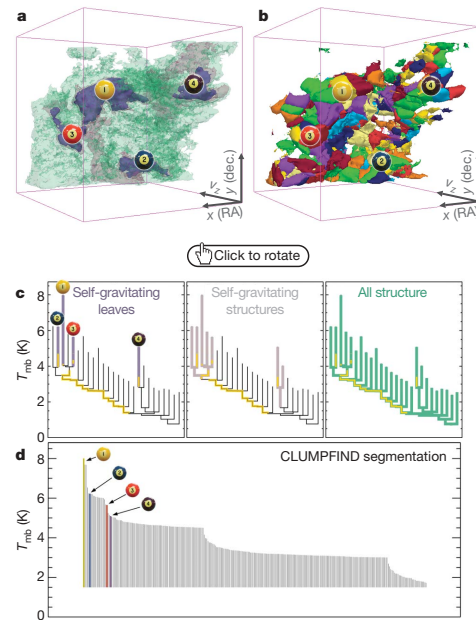 a
b
1
4
3
2
v_z
y (dec.)
x (RA)
1
4
3
2
v_z
y (dec.)
x (RA)
Click to rotate
c
8
6
4
2
0
T_mb (K)
1
2
3
4
Self-gravitating
leaves
Self-gravitating
structures
All structure
d
CLUMPFIND segmentation
8
6
4
2
0
T_mb (K)
1
2
3
4